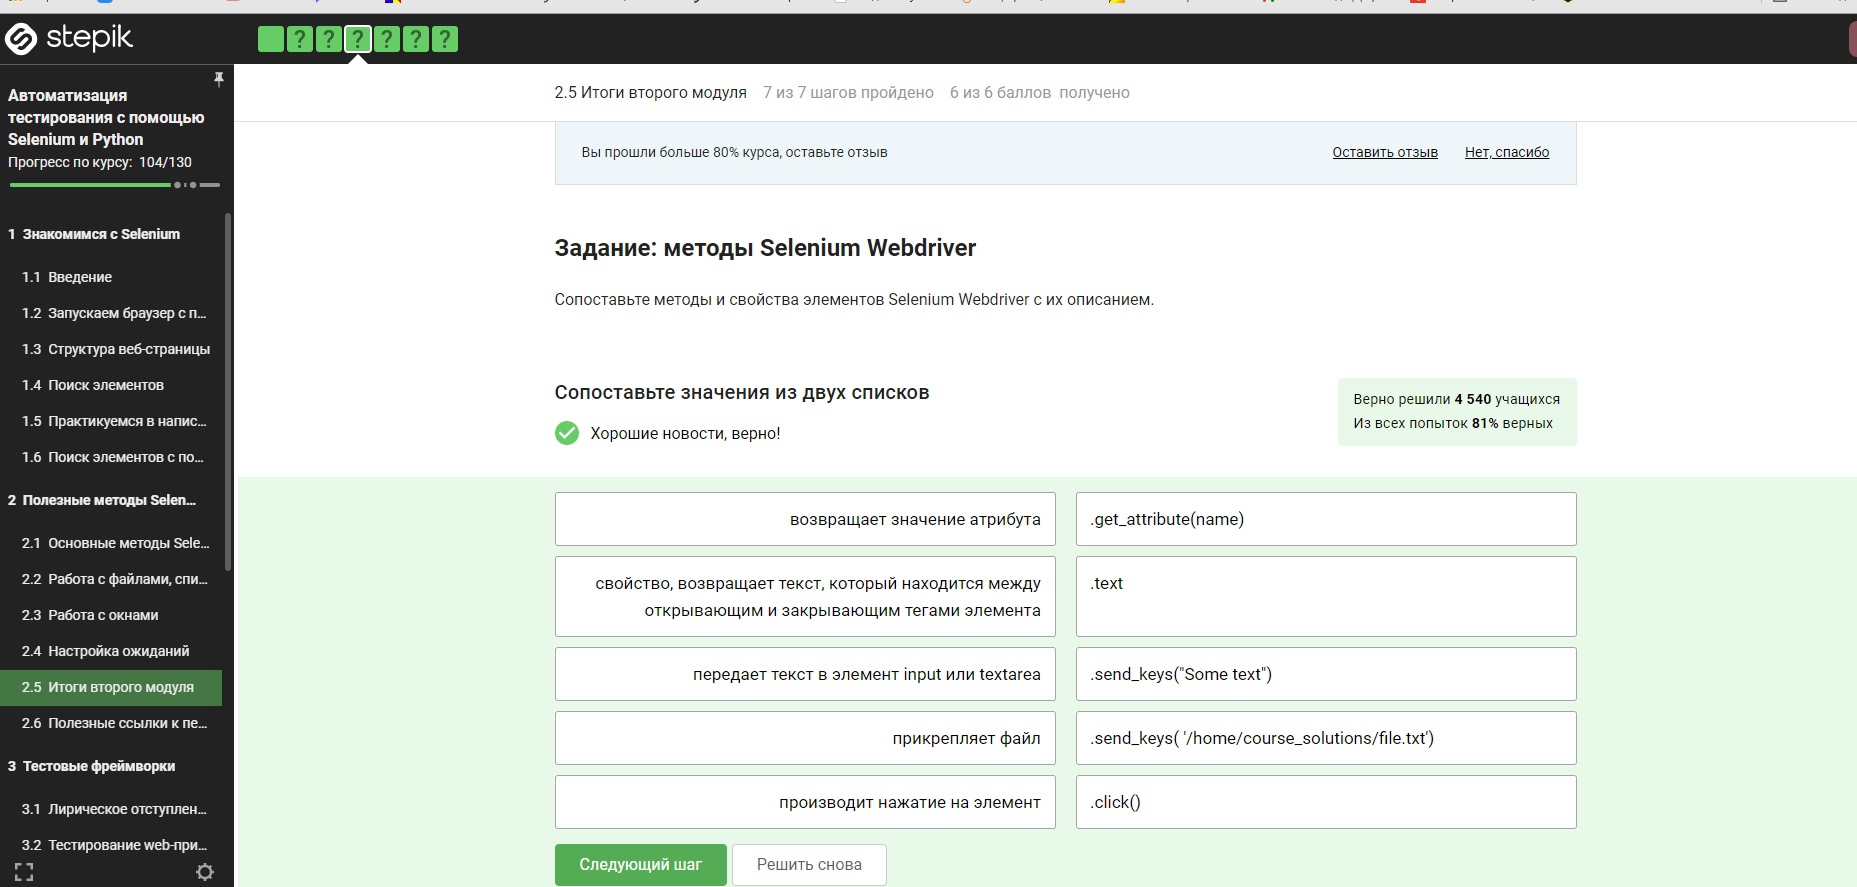 stepik
? ? ? ? ? ?
Автоматизация
тестирования с помощью
Selenium и Python
Прогресс по курсу: 104/130
1 Знакомимся с Selenium
1.1 Введение
1.2 Запускаем браузер с п...
1.3 Структура веб-страницы
1.4 Поиск элементов
1.5 Практикуемся в напис...
1.6 Поиск элементов с по...
2 Полезные методы Selen...
2.1 Основные методы Sele...
2.2 Работа с файлами, спи...
2.3 Работа с окнами
2.4 Настройка ожиданий
2.5 Итоги второго модуля
2.6 Полезные ссылки к пе...
3 Тестовые фреймворки
3.1 Лирическое отступлен...
3.2 Тестирование web-при...
2.5 Итоги второго модуля 7 из 7 шагов пройдено 6 из 6 баллов получено
Вы прошли больше 80% курса, оставьте отзыв Оставить отзыв Нет, спасибо
Задание: методы Selenium Webdriver
Сопоставьте методы и свойства элементов Selenium Webdriver с их описанием.
Сопоставьте значения из двух списков
Хорошие новости, верно!
Верно решили 4 540 учащихся
Из всех попыток 81% верных
возвращает значение атрибута
.get_attribute(name)
свойство, возвращает текст, который находится между
открывающим и закрывающим тегами элемента
.text
передает текст в элемент input или textarea
.send_keys("Some text")
прикрепляет файл
.send_keys( '/home/course_solutions/file.txt')
производит нажатие на элемент
.click()
Следующий шаг Решить снова